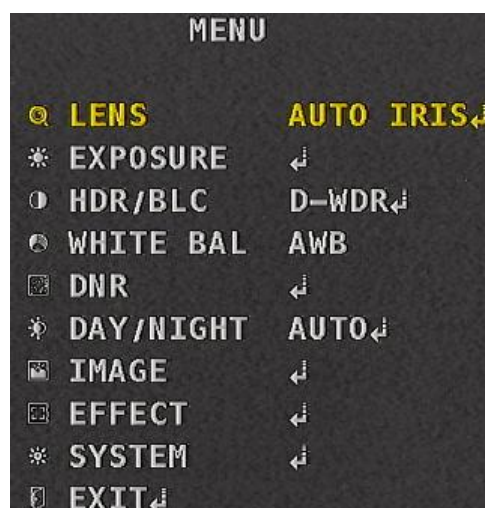 MENU
LENS AUTO IRIS↲
EXPOSURE ↲
HDR/BLC D-WDR↲
WHITE BAL AWB
DNR ↲
DAY/NIGHT AUTO↲
IMAGE ↲
EFFECT ↲
SYSTEM ↲
EXIT↲